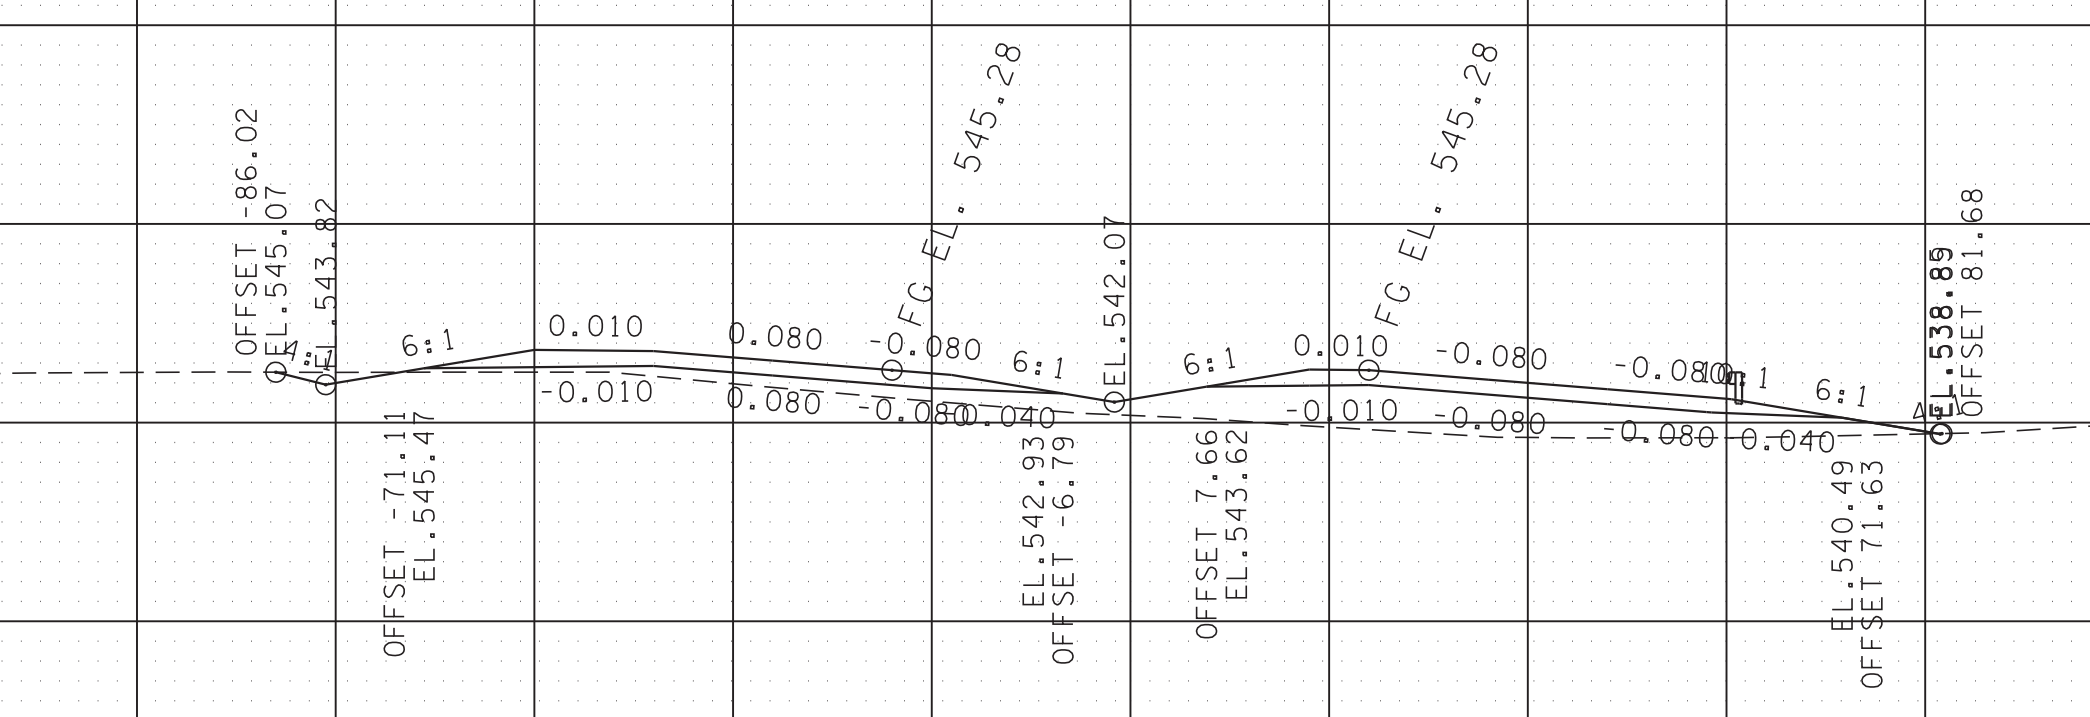 OFFSET -86.02
EL.545.07
EL.543.82
4:1
6:1
0.010
0.080
-0.080
FG EL. 545.28
6:1
EL.542.07
6:1
0.010
FG EL. 545.28
-0.080
-0.080
6:1
EL.538.85
OFFSET 81.68
-0.010
0.080
-0.080
0.040
-0.010
-0.080
-0.080
-0.040
OFFSET -71.11
EL.545.47
EL.542.93
OFFSET -6.79
OFFSET 7.66
EL.543.62
EL.540.49
OFFSET 71.63